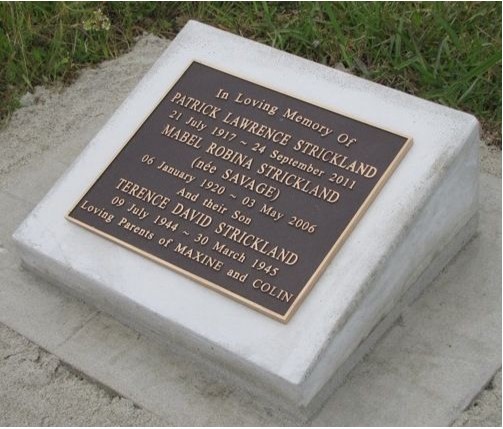 In Loving Memory Of
PATRICK LAWRENCE STRICKLAND
21 July 1917 ~ 24 September 2011
MABEL ROBINA STRICKLAND
(née SAVAGE)
06 January 1920 ~ 03 May 2006
And their Son
TERENCE DAVID STRICKLAND
09 July 1944 ~ 30 March 1945
Loving Parents of MAXINE and COLIN